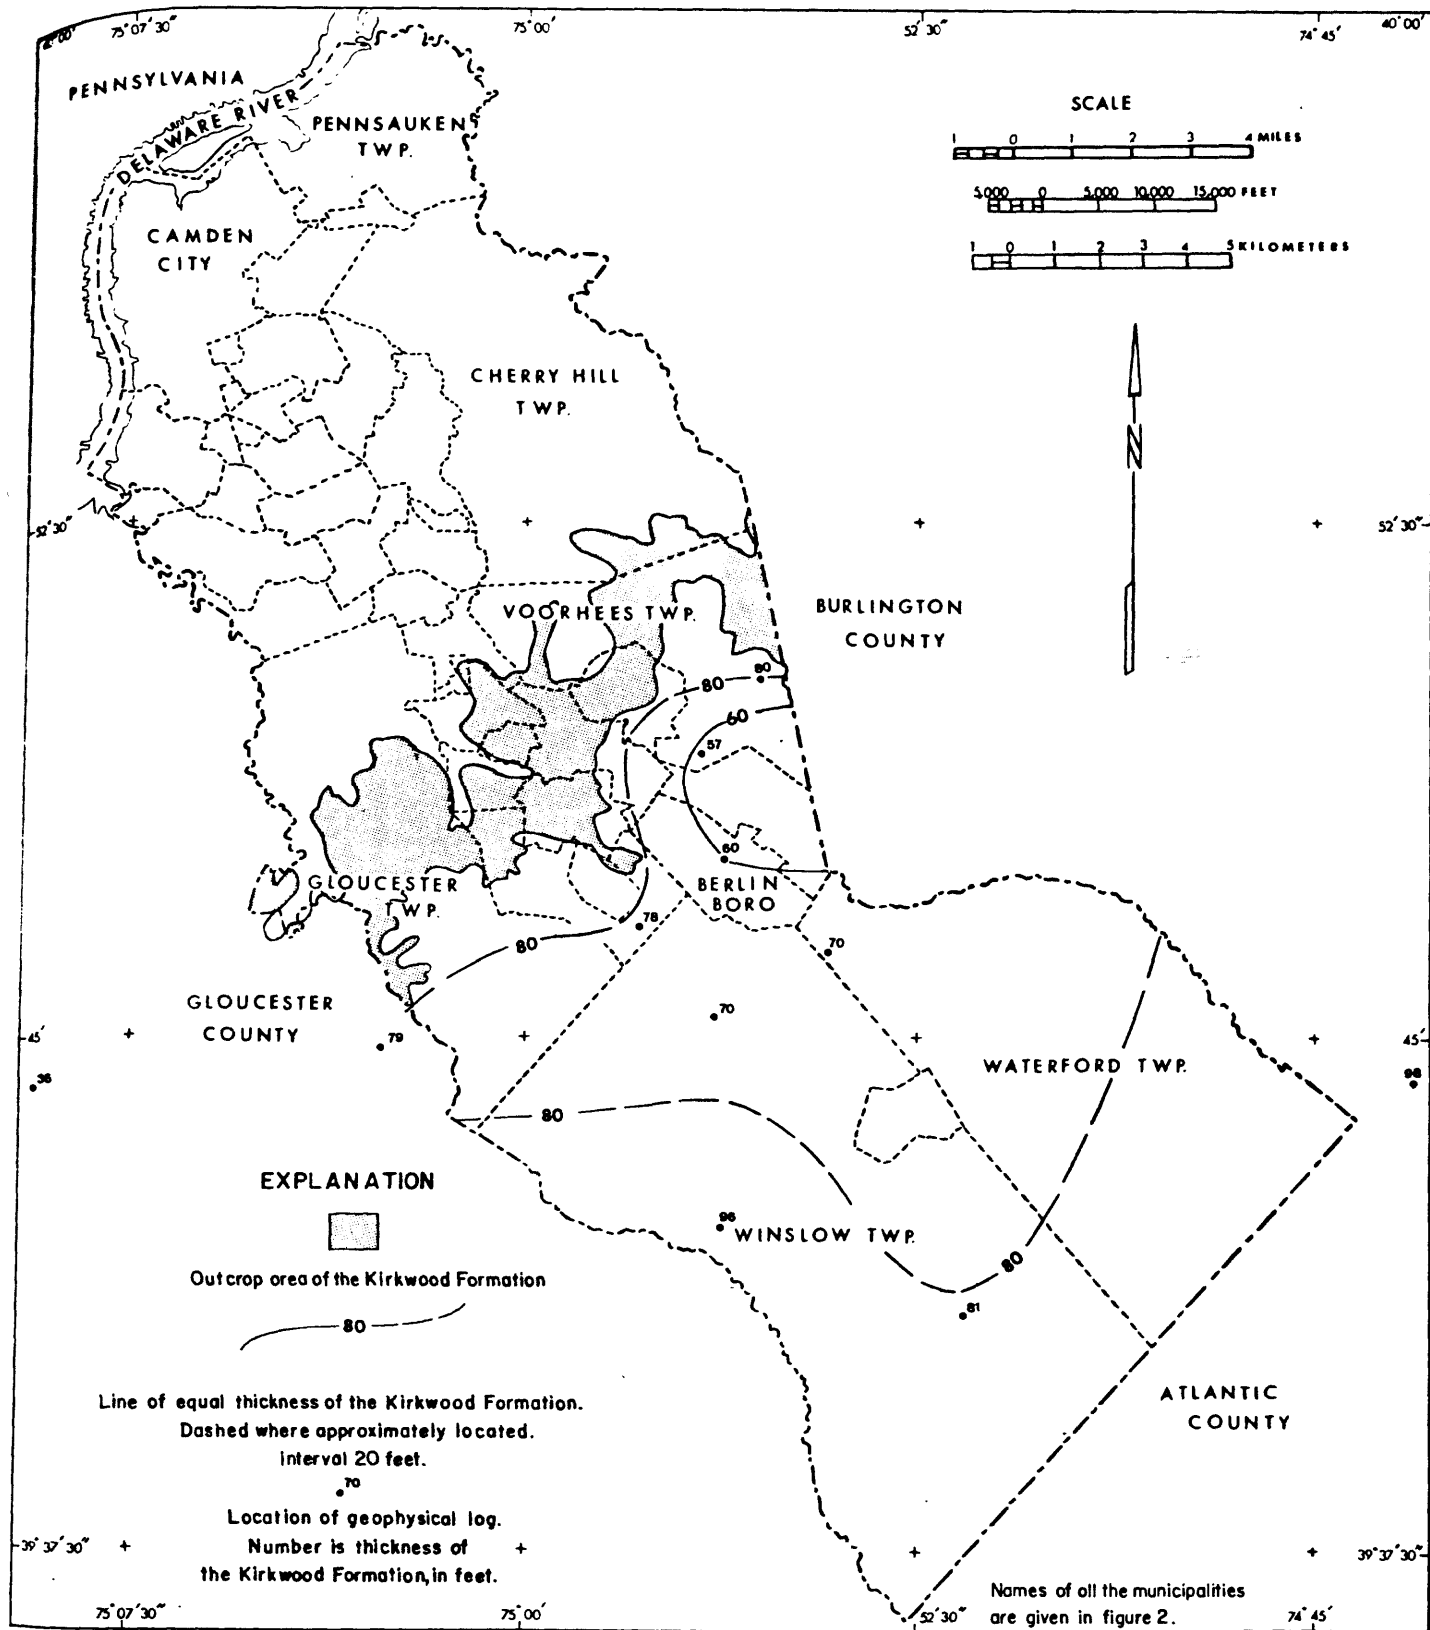 75° 07' 30"
75° 00'
52' 30"
74° 45'
40° 00'
PENNSYLVANIA
DELAWARE RIVER
PENNSAUKEN
TWP.
SCALE
1 0 1 2 3 4 MILES
5,000 0 5,000 10,000 15,000 FEET
1 0 1 2 3 4 5 KILOMETERS
CAMDEN
CITY
N
CHERRY HILL
TWP.
52' 30"
52' 30"
VOORHEES TWP.
BURLINGTON
COUNTY
80
80
60
57
60
GLOUCESTER
TWP.
BERLIN
BORO
78
80
70
GLOUCESTER
COUNTY
70
79
45'
45'
36
98
WATERFORD TWP.
80
EXPLANATION
96
WINSLOW TWP.
80
81
Outcrop area of the Kirkwood Formation
80
Line of equal thickness of the Kirkwood Formation.
Dashed where approximately located.
interval 20 feet.
70
Location of geophysical log.
Number is thickness of
the Kirkwood Formation, in feet.
ATLANTIC
COUNTY
39° 37' 30"
39° 37' 30"
Names of all the municipalities
are given in figure 2.
75° 07' 30"
75° 00'
52' 30"
74° 45'